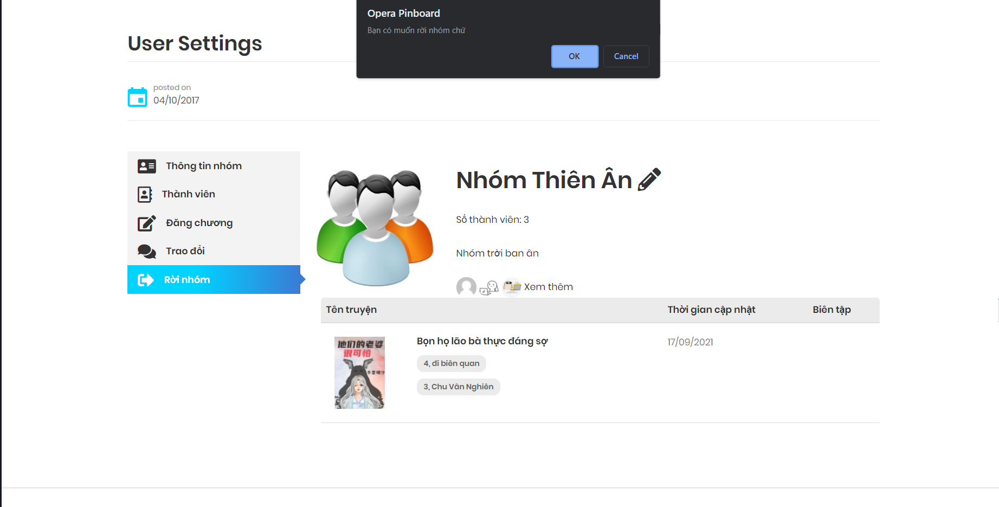 Opera Pinboard
Bạn có muốn rời nhóm chứ
OK
Cancel
User Settings
posted on
04/10/2017
Thông tin nhóm
Thành viên
Đăng chương
Trao đổi
Rời nhóm
Nhóm Thiên Ân
Số thành viên: 3
Nhóm trời ban ân
Xem thêm
Tên truyện
Thời gian cập nhật
Biên tập
他们的老婆
很可怕
Bọn họ lão bà thực đáng sợ
4, đi biên quan
3, Chu Vân Nghiên
17/09/2021